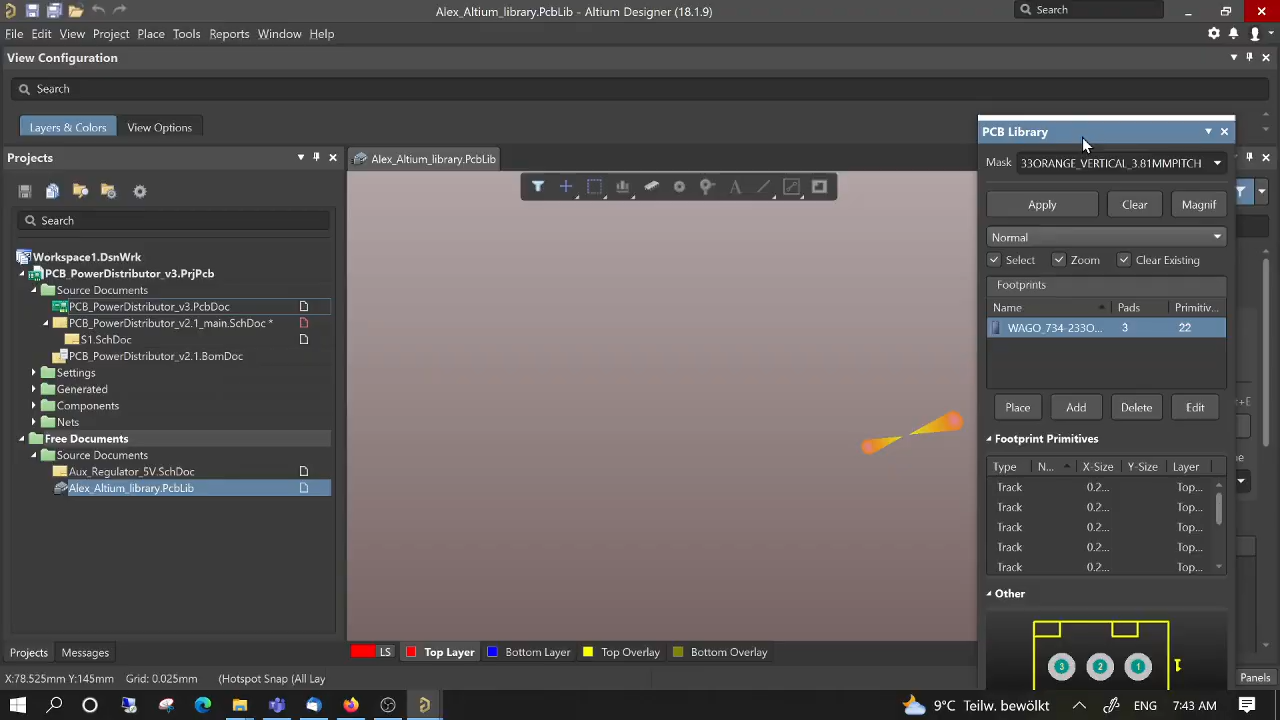 Alex_Altium_library.PcbLib - Altium Designer (18.1.9)
Search
File Edit View Project Place Tools Reports Window Help
View Configuration
Search
Layers & Colors View Options
Projects
Search
Workspace1.DsnWrk
PCB_PowerDistributor_v3.PrjPcb
Source Documents
PCB_PowerDistributor_v3.PcbDoc
PCB_PowerDistributor_v2.1_main.SchDoc *
S1.SchDoc
PCB_PowerDistributor_v2.1.BomDoc
Settings
Generated
Components
Nets
Free Documents
Source Documents
Aux_Regulator_5V.SchDoc
Alex_Altium_library.PcbLib
Projects Messages
Alex_Altium_library.PcbLib
A
LS Top Layer Bottom Layer Top Overlay Bottom Overlay
PCB Library
Mask 33ORANGE_VERTICAL_3.81MMPITCH
Apply Clear Magnif
Normal
Select Zoom Clear Existing
Footprints
Name Pads Primitiv...
WAGO_734-233O... 3 22
Place Add Delete Edit
Footprint Primitives
Type N... X-Size Y-Size Layer
Track 0.2... Top...
Track 0.2... Top...
Track 0.2... Top...
Track 0.2... Top...
Track 0.2... Top...
Other
3 2 1 1
X:78.525mm Y:145mm Grid: 0.025mm (Hotspot Snap (All Lay
Panels
9°C Teilw. bewölkt 7:43 AM